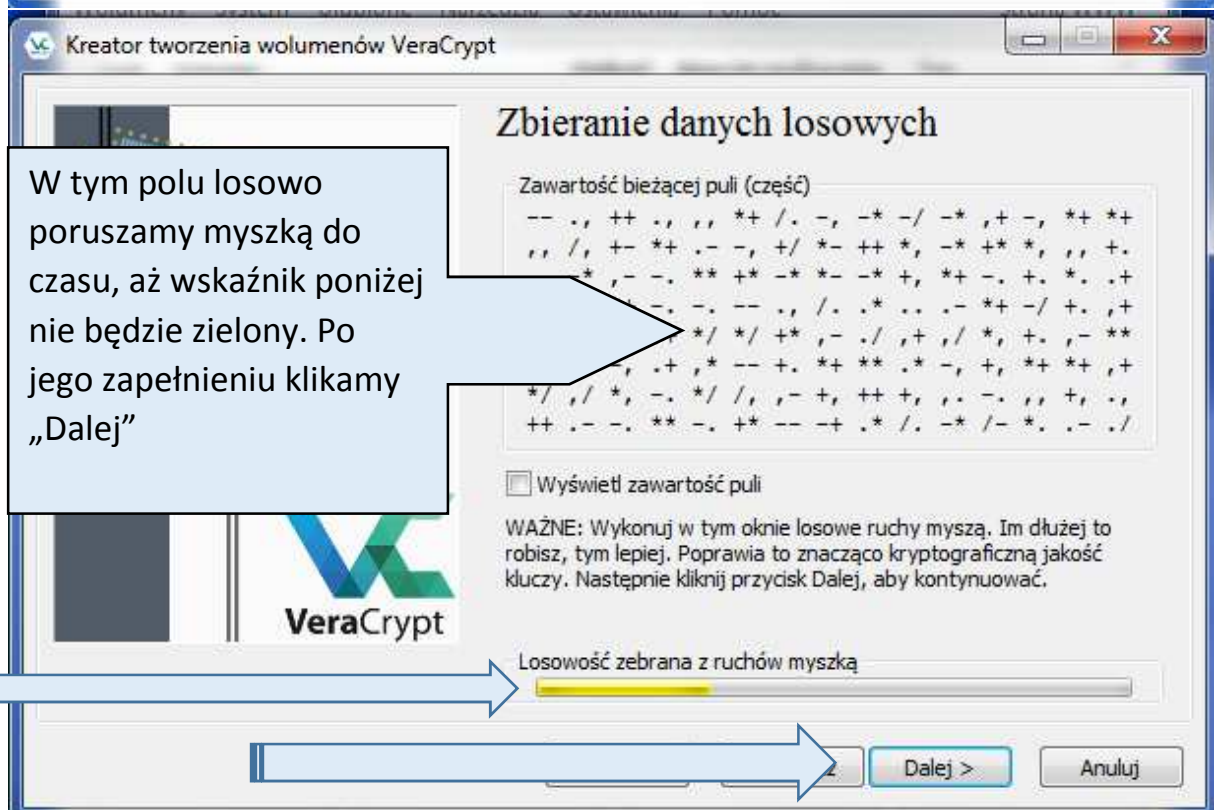 Kreator tworzenia wolumenów VeraCrypt
Zbieranie danych losowych
W tym polu losowo
poruszamy myszką do
czasu, aż wskaźnik poniżej
nie będzie zielony. Po
jego zapełnieniu klikamy
„Dalej”
Zawartość bieżącej puli (część)
-- ., ++ ., ,, *+ /. -, -* -/ -* ,+ -, *+ *+
,, /, +- *+ .- -, +/ *- ++ *, -* +* *, ,, +.
-* ,- -. ** +* -* *- -* +, *+ -. +. *. .+
-. -. -- ., /. .* .. .- *+ -/ +. ,+
*/ */ +* ,- ./ ,+ ,/ *, +. ,- **
.+ ,* -- +. *+ ** .* -, +, *+ *+ ,+
*/ ,/ *, -. */ /, ,- +, ++ +, ,. -. ,, +, .,
++ .- -. ** -. +* -- -+ .* /. -* /- *. .- ./
Wyświetl zawartość puli
WAŻNE: Wykonuj w tym oknie losowe ruchy myszą. Im dłużej to
robisz, tym lepiej. Poprawia to znacząco kryptograficzną jakość
kluczy. Następnie kliknij przycisk Dalej, aby kontynuować.
VeraCrypt
Losowość zebrana z ruchów myszką
Dalej >
Anuluj